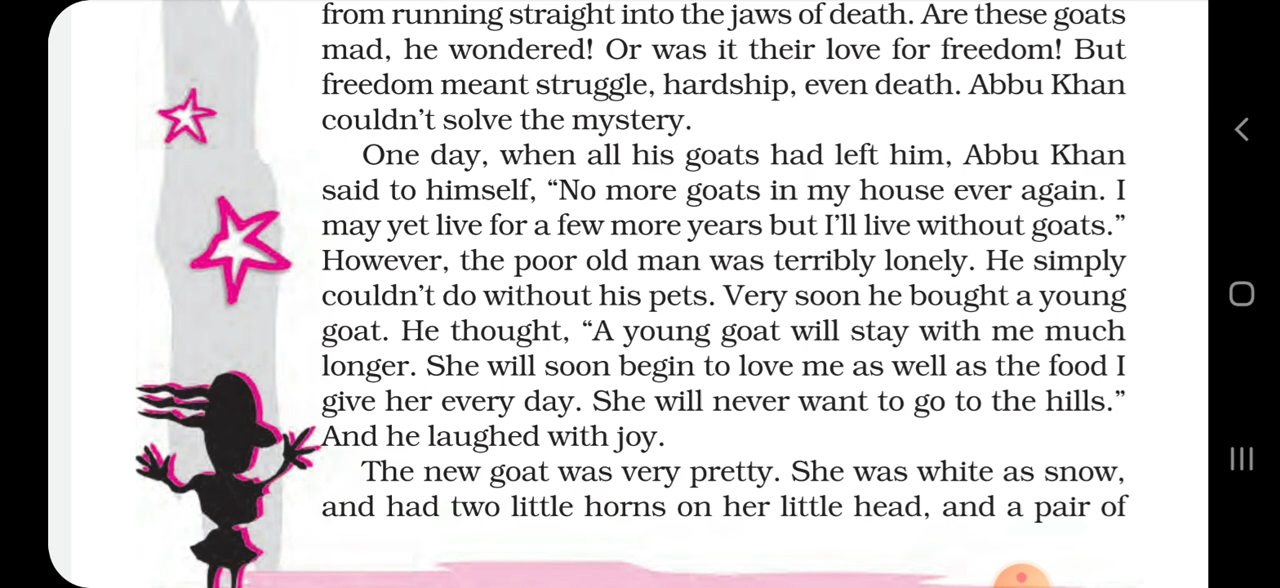 from running straight into the jaws of death. Are these goats
mad, he wondered! Or was it their love for freedom! But
freedom meant struggle, hardship, even death. Abbu Khan
couldn’t solve the mystery.
One day, when all his goats had left him, Abbu Khan
said to himself, “No more goats in my house ever again. I
may yet live for a few more years but I’ll live without goats.”
However, the poor old man was terribly lonely. He simply
couldn’t do without his pets. Very soon he bought a young
goat. He thought, “A young goat will stay with me much
longer. She will soon begin to love me as well as the food I
give her every day. She will never want to go to the hills.”
And he laughed with joy.
The new goat was very pretty. She was white as snow,
and had two little horns on her little head, and a pair of